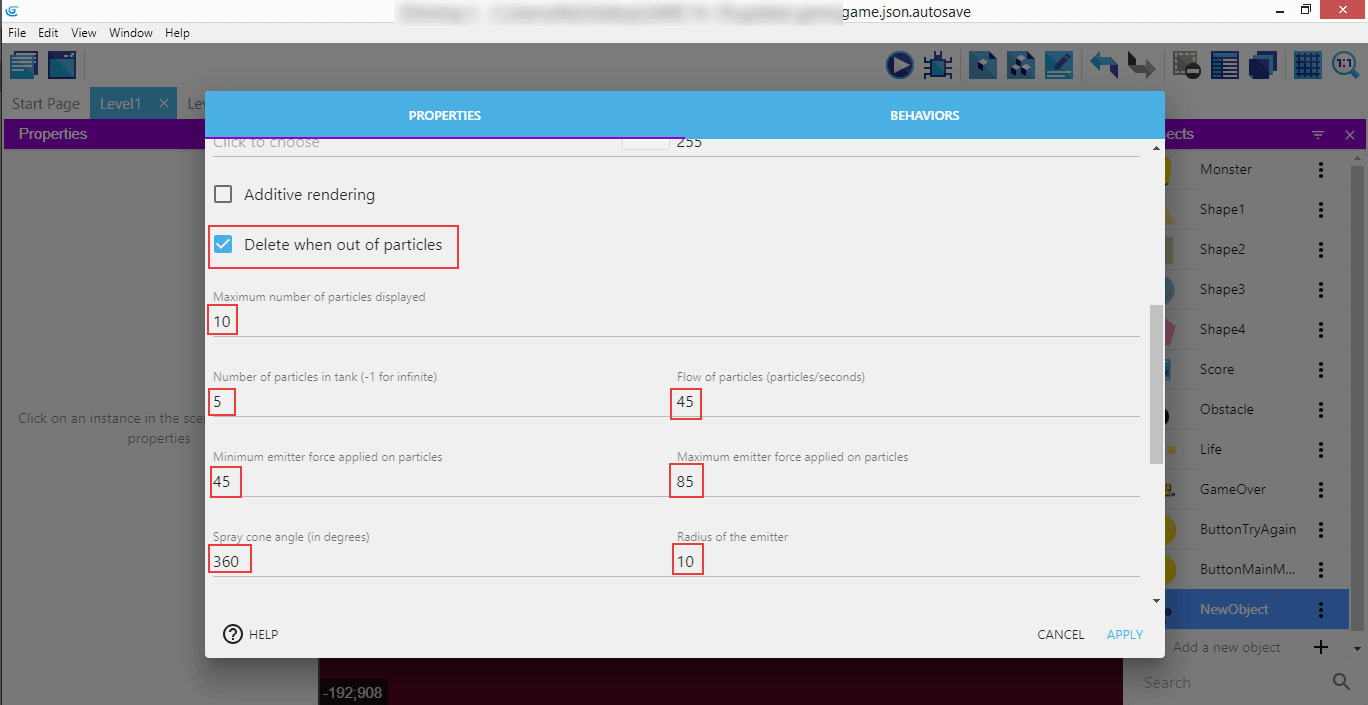 game.json.autosave
File Edit View Window Help
1:1
Start Page Level1 × Le
PROPERTIES BEHAVIORS
Properties
ects
Click to choose 255
Additive rendering
Delete when out of particles
Maximum number of particles displayed
10
Number of particles in tank (-1 for infinite) Flow of particles (particles/seconds)
5 45
Minimum emitter force applied on particles Maximum emitter force applied on particles
45 85
Spray cone angle (in degrees) Radius of the emitter
360 10
HELP CANCEL APPLY
Click on an instance in the sce
properties
Monster
Shape1
Shape2
Shape3
Shape4
Score
Obstacle
Life
GameOver
ButtonTryAgain
ButtonMainM...
NewObject
Add a new object
Search
-192;908